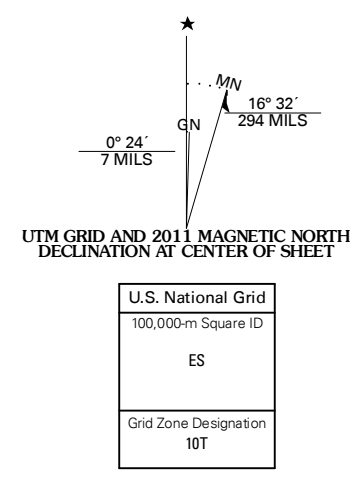 MN
16° 32´
294 MILS
GN
0° 24´
7 MILS
UTM GRID AND 2011 MAGNETIC NORTH
DECLINATION AT CENTER OF SHEET
U.S. National Grid
100,000-m Square ID
ES
Grid Zone Designation
10T